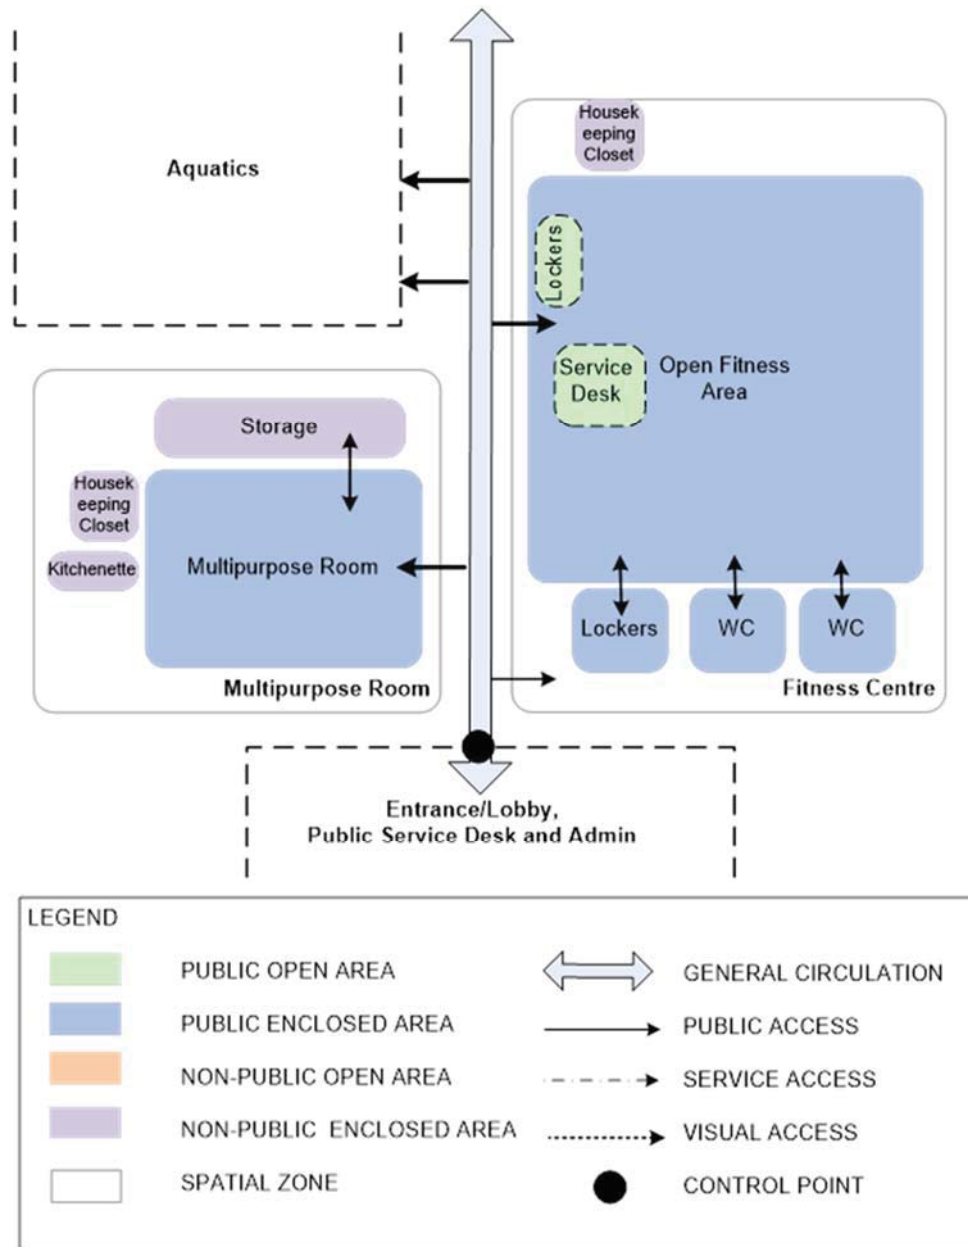 Housek
eeping
Closet
Aquatics
Lockers
Service
Desk
Open Fitness
Area
Storage
Housek
eeping
Closet
Kitchenette
Multipurpose Room
Lockers
WC
WC
Multipurpose Room
Fitness Centre
Entrance/Lobby,
Public Service Desk and Admin
LEGEND
PUBLIC OPEN AREA
PUBLIC ENCLOSED AREA
NON-PUBLIC OPEN AREA
NON-PUBLIC ENCLOSED AREA
SPATIAL ZONE
GENERAL CIRCULATION
PUBLIC ACCESS
SERVICE ACCESS
VISUAL ACCESS
CONTROL POINT